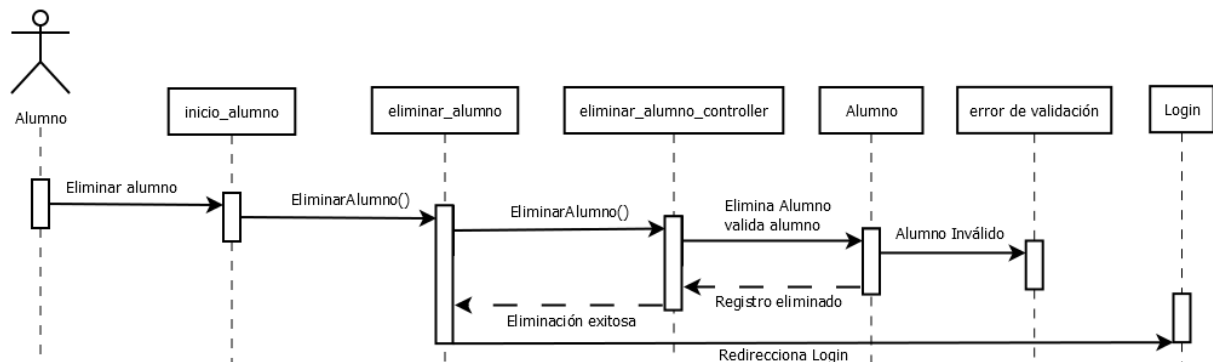 Alumno
inicio_alumno
eliminar_alumno
eliminar_alumno_controller
Alumno
error de validación
Login
Eliminar alumno
EliminarAlumno()
EliminarAlumno()
Elimina Alumno
valida alumno
Alumno Inválido
Registro eliminado
Eliminación exitosa
Redirecciona Login